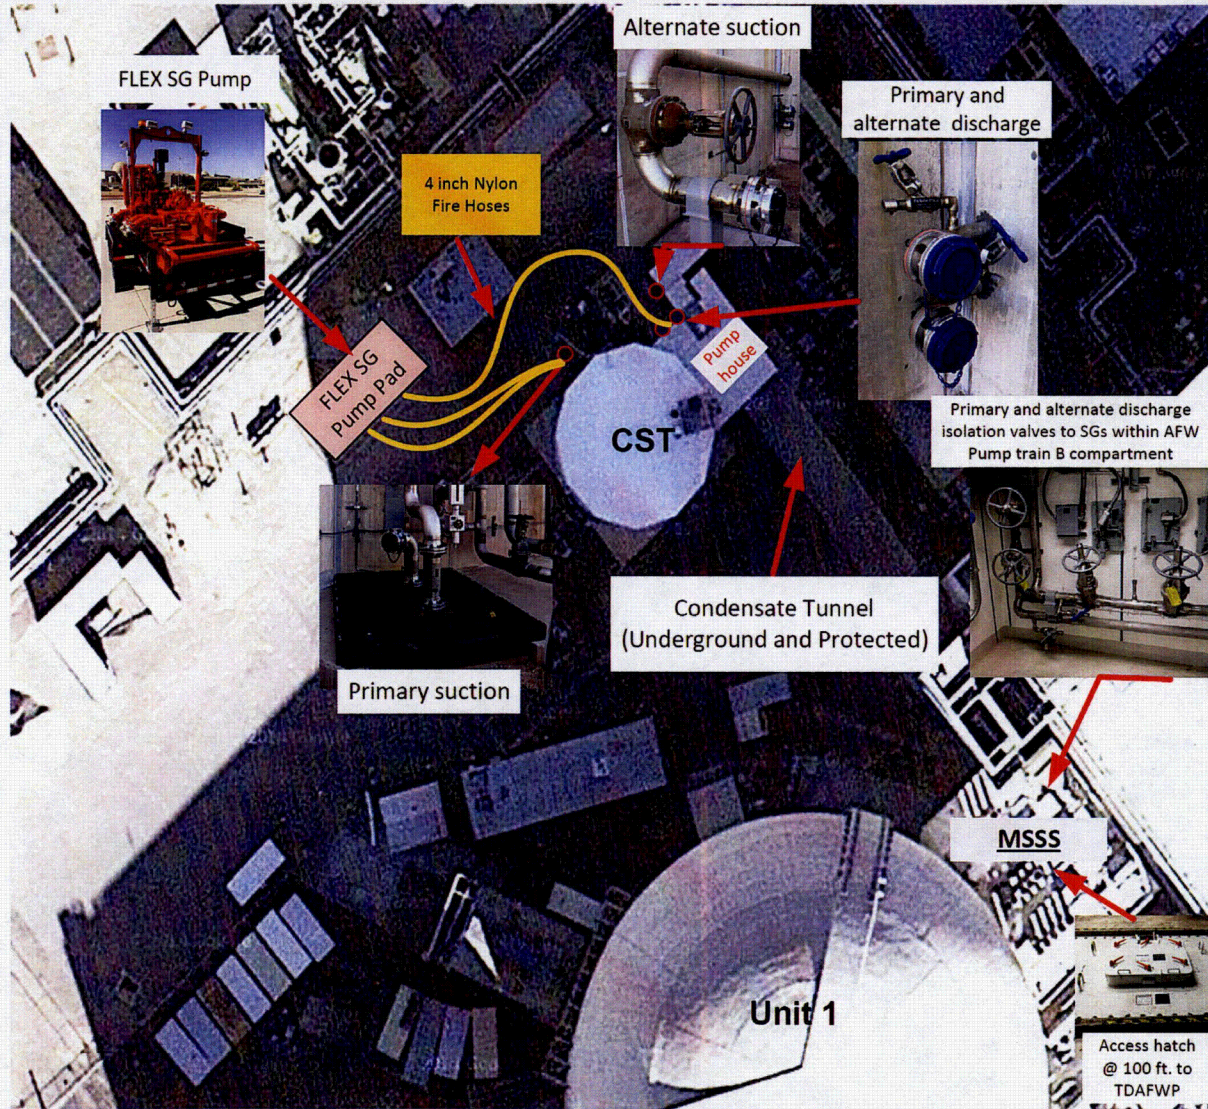 Alternate suction
FLEX SG Pump
Primary and
alternate discharge
4 inch Nylon
Fire Hoses
FLEX SG
Pump Pad
Pump
house
CST
Primary and alternate discharge
isolation valves to SGs within AFW
Pump train B compartment
Condensate Tunnel
(Underground and Protected)
Primary suction
MSSS
Unit 1
Access hatch
@ 100 ft. to
TDAFWP